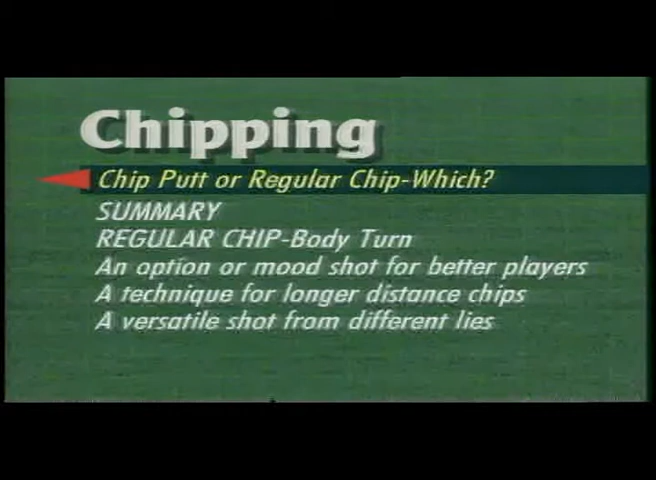 Chipping
Chip Putt or Regular Chip-Which?
SUMMARY
REGULAR CHIP-Body Turn
An option or mood shot for better players
A technique for longer distance chips
A versatile shot from different lies